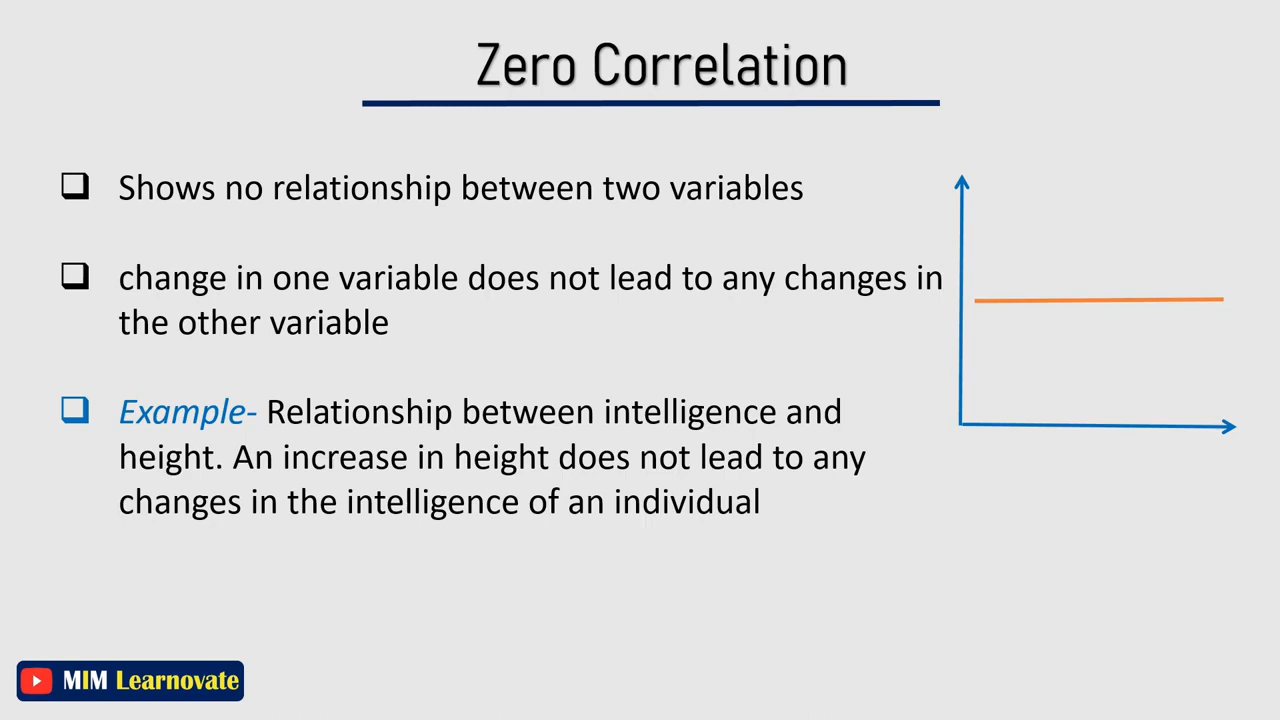 Zero Correlation
Shows no relationship between two variables
change in one variable does not lead to any changes in
the other variable
Example- Relationship between intelligence and
height. An increase in height does not lead to any
changes in the intelligence of an individual
MIM Learnovate